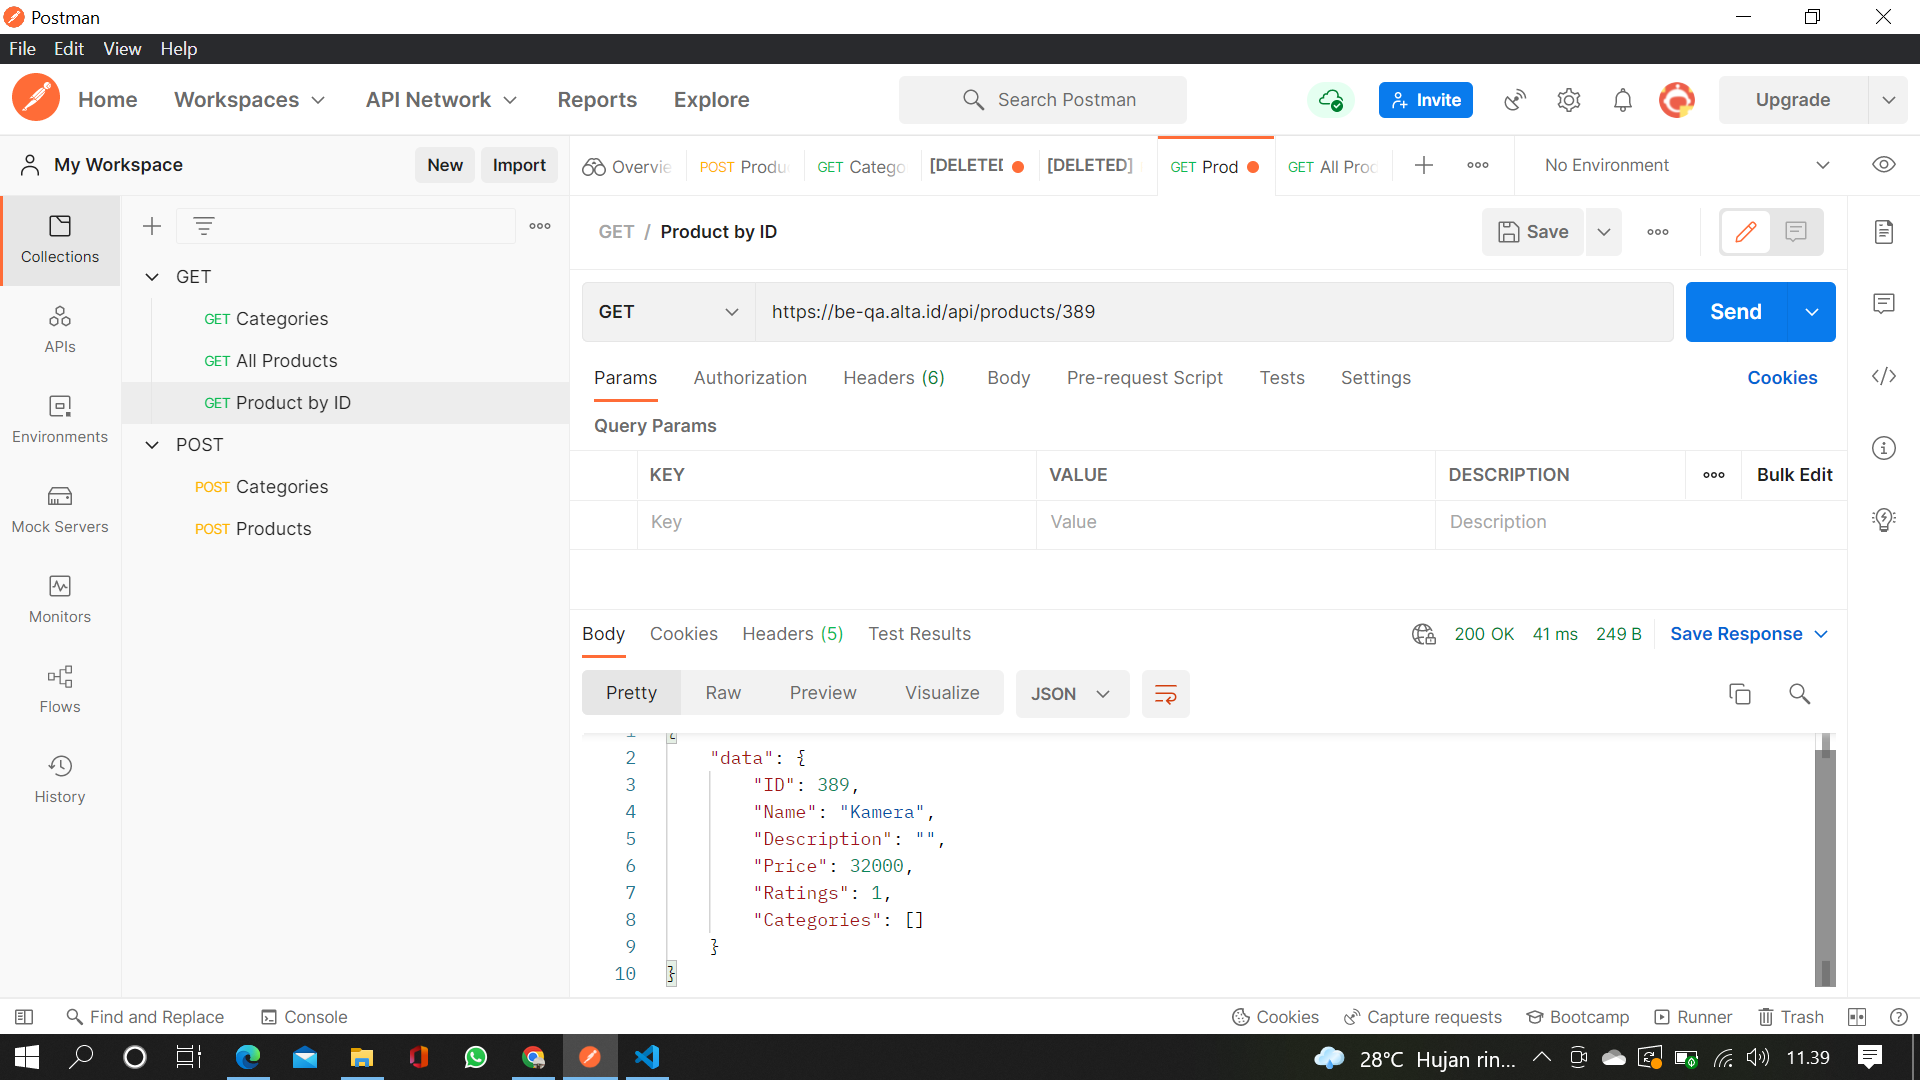 Postman
File Edit View Help
Home Workspaces API Network Reports Explore Search Postman Invite Upgrade
My Workspace New Import Overvie POST Produ GET Catego [DELETED [DELETED] GET Prod GET All Proc No Environment
Collections
APIs
Environments
Mock Servers
Monitors
Flows
History
GET
GET Categories
GET All Products
GET Product by ID
POST
POST Categories
POST Products
GET / Product by ID Save
GET https://be-qa.alta.id/api/products/389 Send
Params Authorization Headers (6) Body Pre-request Script Tests Settings Cookies
Query Params
KEY VALUE DESCRIPTION Bulk Edit
Key Value Description
Body Cookies Headers (5) Test Results 200 OK 41 ms 249 B Save Response
Pretty Raw Preview Visualize JSON
1 {
2 "data": {
3 "ID": 389,
4 "Name": "Kamera",
5 "Description": "",
6 "Price": 32000,
7 "Ratings": 1,
8 "Categories": []
9 }
10 }
Find and Replace Console Cookies Capture requests Bootcamp Runner Trash
28°C Hujan rin... 11.39